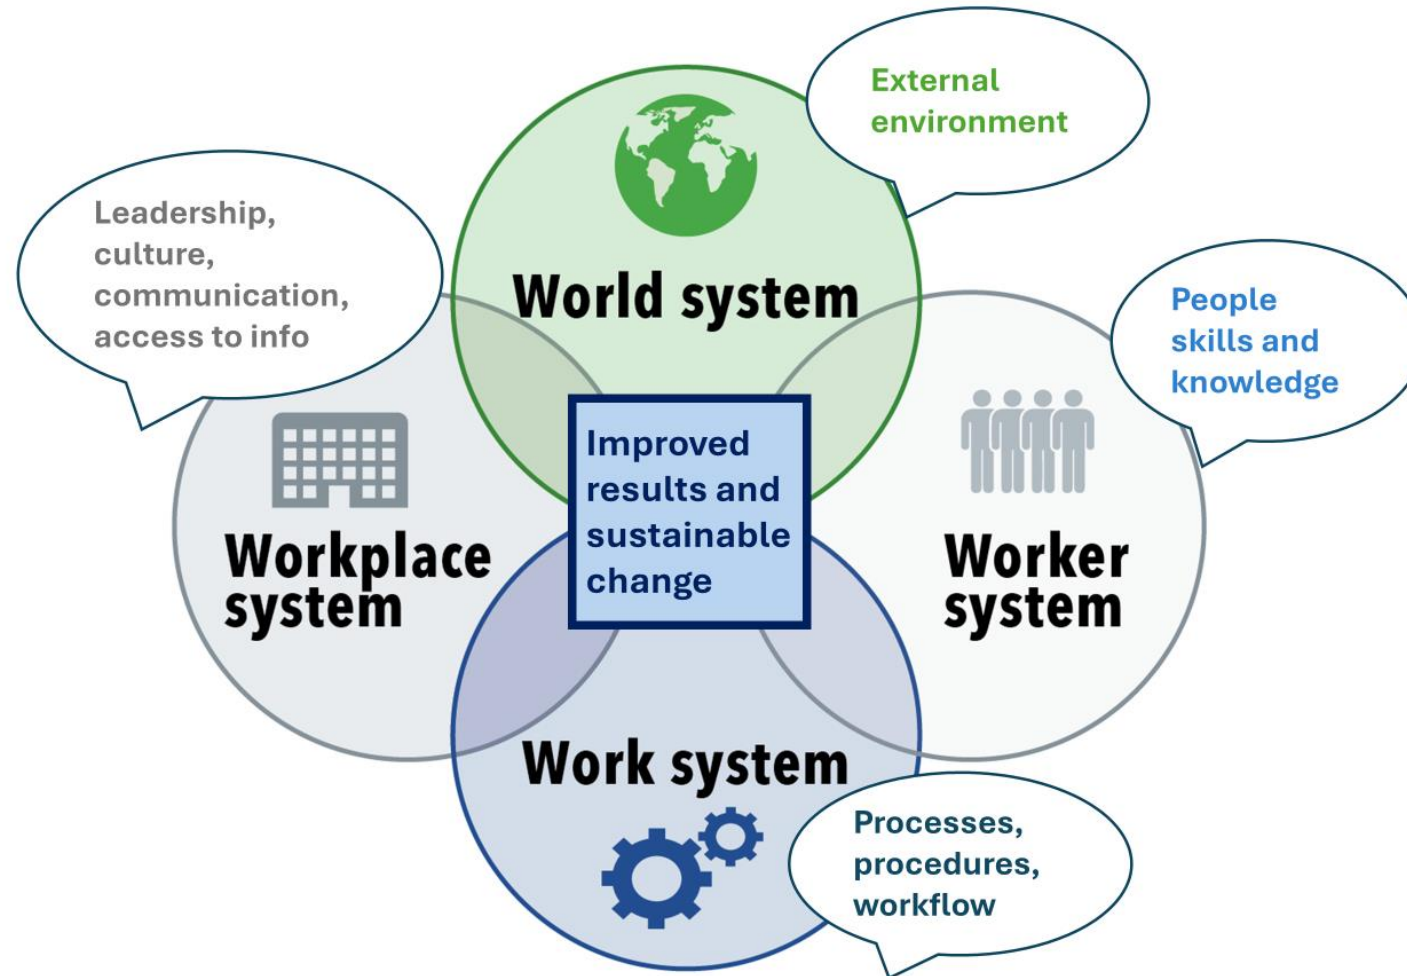 External
environment
Leadership,
culture,
communication,
access to info
World system
People
skills and
knowledge
Improved
results and
sustainable
change
Workplace
system
Worker
system
Work system
Processes,
procedures,
workflow